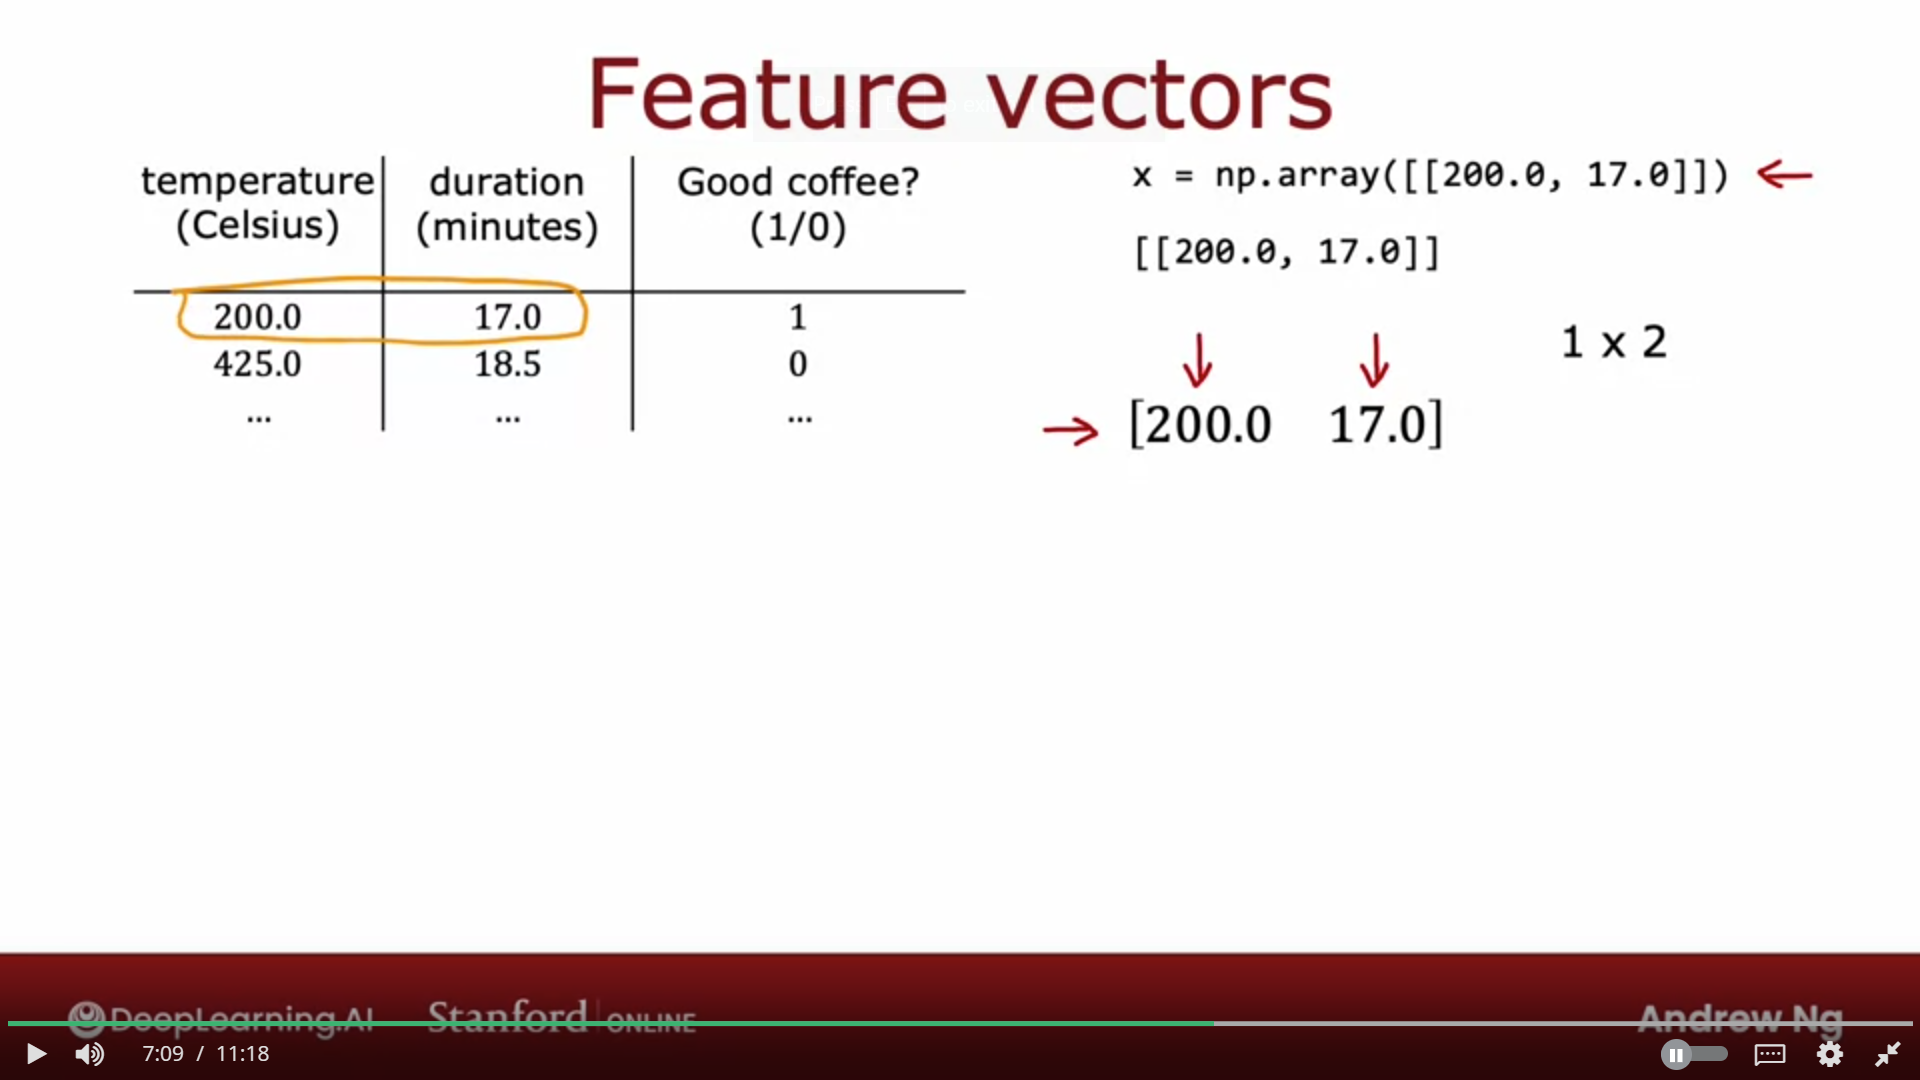 Feature vectors
temperature (Celsius) duration (minutes) Good coffee? (1/0)
200.0 17.0 1
425.0 18.5 0
... ... ...
x = np.array([[200.0, 17.0]])
[[200.0, 17.0]]
1 x 2
[200.0 17.0]
DeepLearning.AI Stanford ONLINE Andrew Ng
7:09 / 11:18